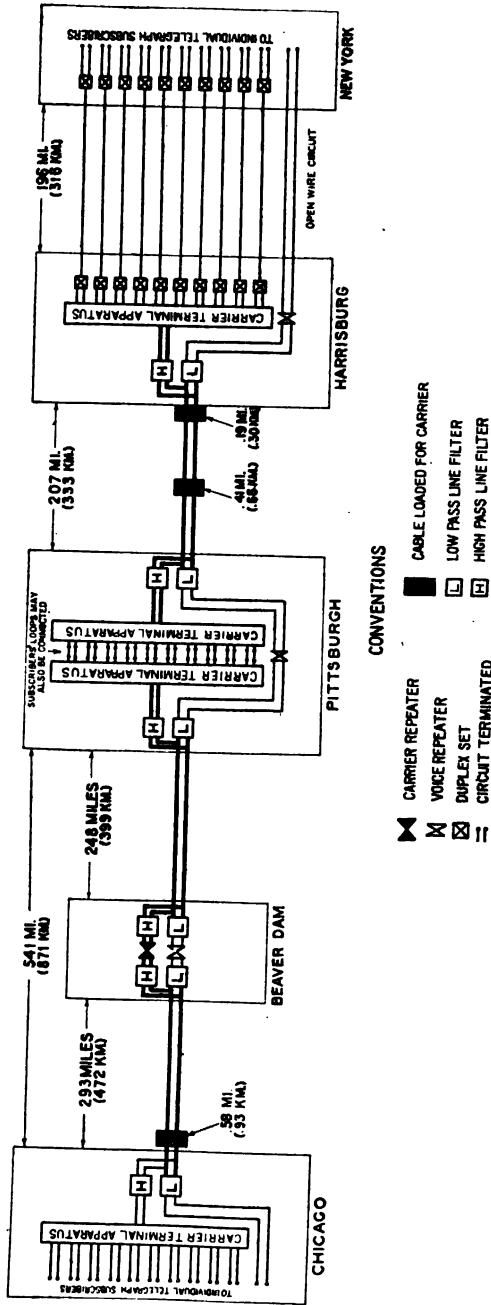 541 MI.
(871 KM)
293 MILES
(472 KM)
248 MILES
(399 KM)
207 MI.
(333 KM)
196 MI.
(316 KM)
TO INDIVIDUAL TELEGRAPH SUBSCRIBERS
CARRIER TERMINAL APPARATUS
H
L
CHICAGO
.58 MI.
(.93 KM.)
H
H
L
L
BEAVER DAM
SUBSCRIBERS' LOOPS MAY
ALSO BE CONNECTED
H
L
CARRIER TERMINAL APPARATUS
CARRIER TERMINAL APPARATUS
H
L
PITTSBURGH
.41 MI.
(.66 KM)
.19 MI.
(.30 KM)
H
L
CARRIER TERMINAL APPARATUS
HARRISBURG
OPEN WIRE CIRCUIT
TO INDIVIDUAL TELEGRAPH SUBSCRIBERS
NEW YORK
CONVENTIONS
CARRIER REPEATER
VOICE REPEATER
DUPLEX SET
CIRCUIT TERMINATED
CABLE LOADED FOR CARRIER
L LOW PASS LINE FILTER
H HIGH PASS LINE FILTER